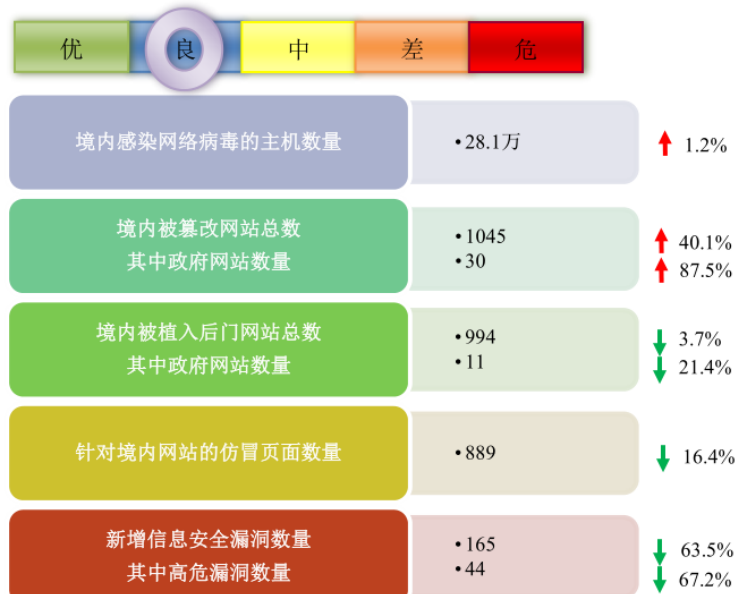 优 良 中 差 危
境内感染网络病毒的主机数量
•28.1万
1.2%
境内被篡改网站总数
其中政府网站数量
•1045
•30
40.1%
87.5%
境内被植入后门网站总数
其中政府网站数量
•994
•11
3.7%
21.4%
针对境内网站的仿冒页面数量
•889
16.4%
新增信息安全漏洞数量
其中高危漏洞数量
•165
•44
63.5%
67.2%